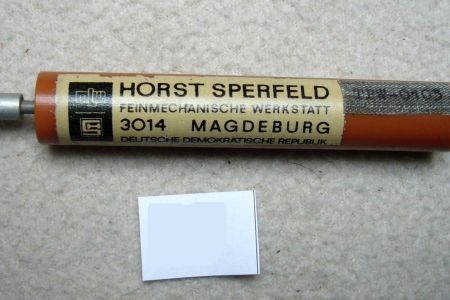 HORST SPERFELD
FEINMECHANISCHE WERKSTATT
3014 MAGDEBURG
DEUTSCHE DEMOKRATISCHE REPUBLIK